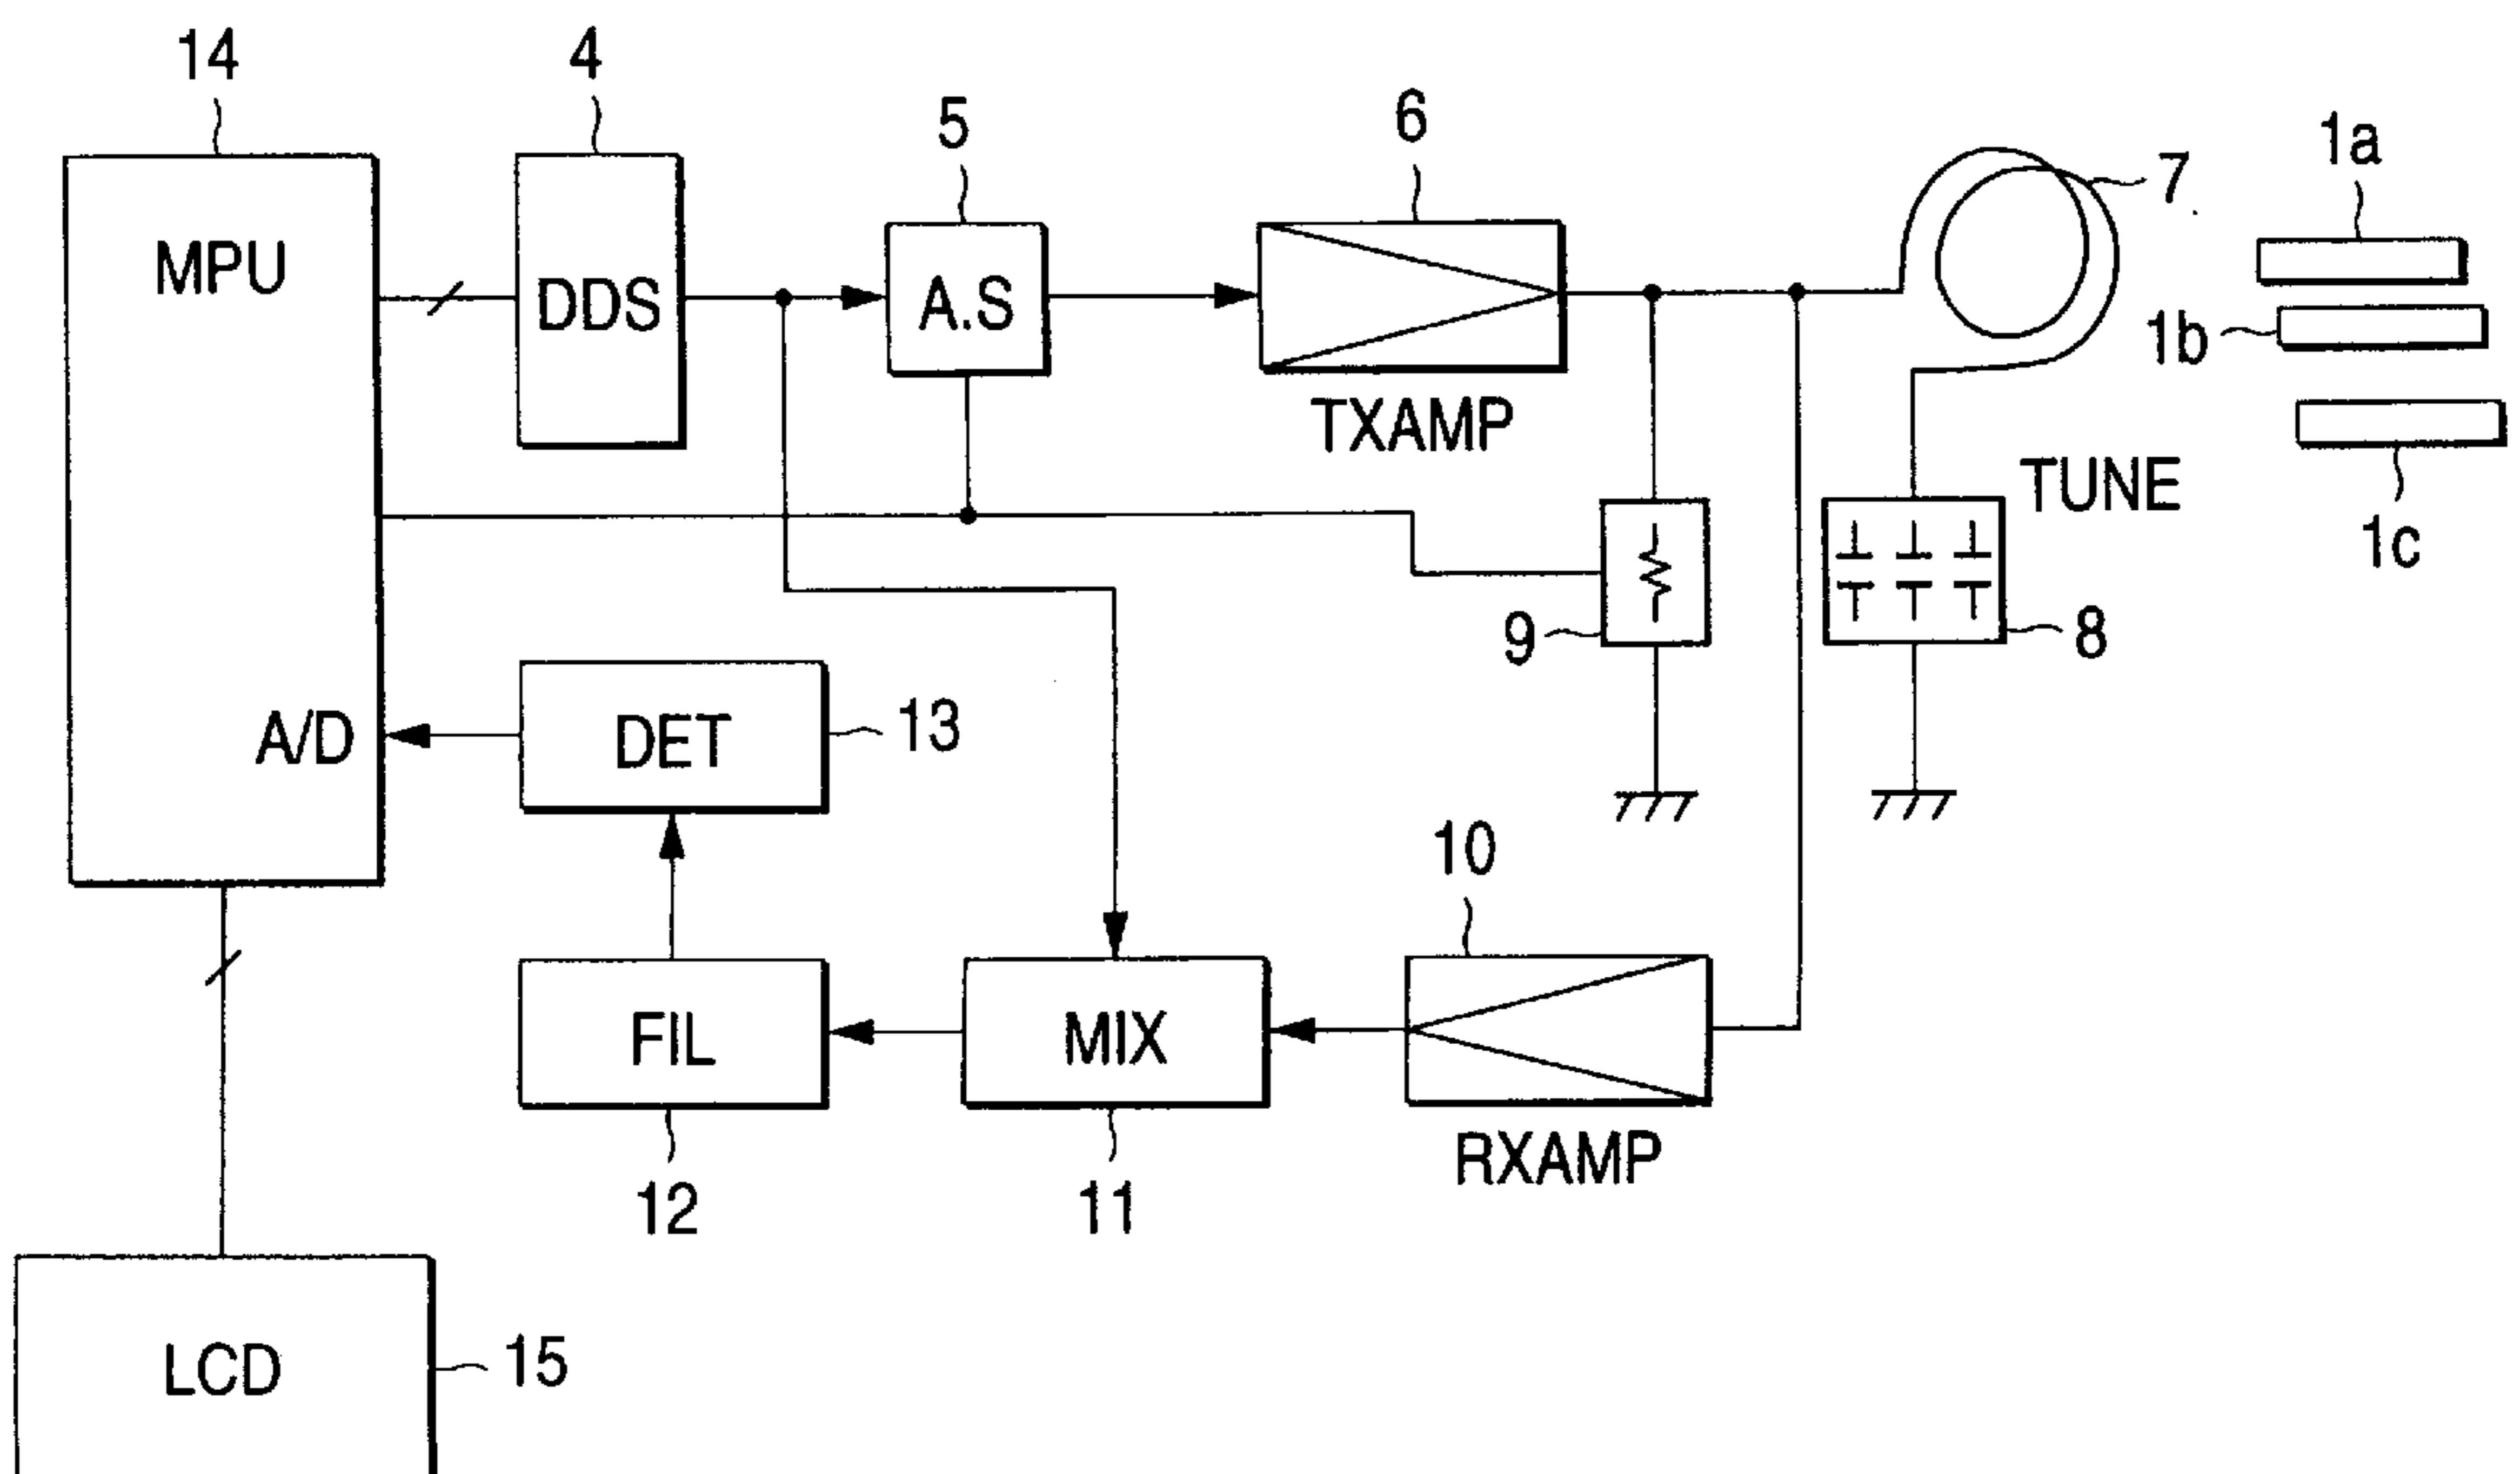 14
4
5
6
7
1a
MPU
DDS
A.S
1b
TXAMP
TUNE
1c
9
8
A/D
DET
13
10
FIL
MIX
RXAMP
12
11
LCD
15